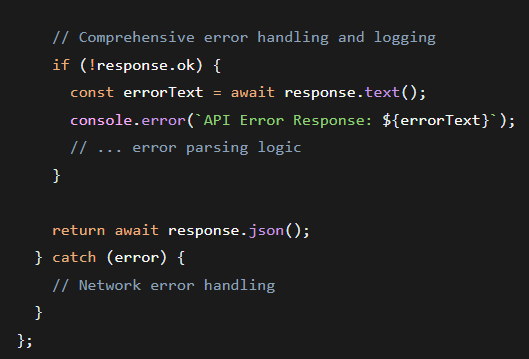 // Comprehensive error handling and logging
if (!response.ok) {
const errorText = await response.text();
console.error(`API Error Response: ${errorText}`);
// ... error parsing logic
}
return await response.json();
} catch (error) {
// Network error handling
}
};